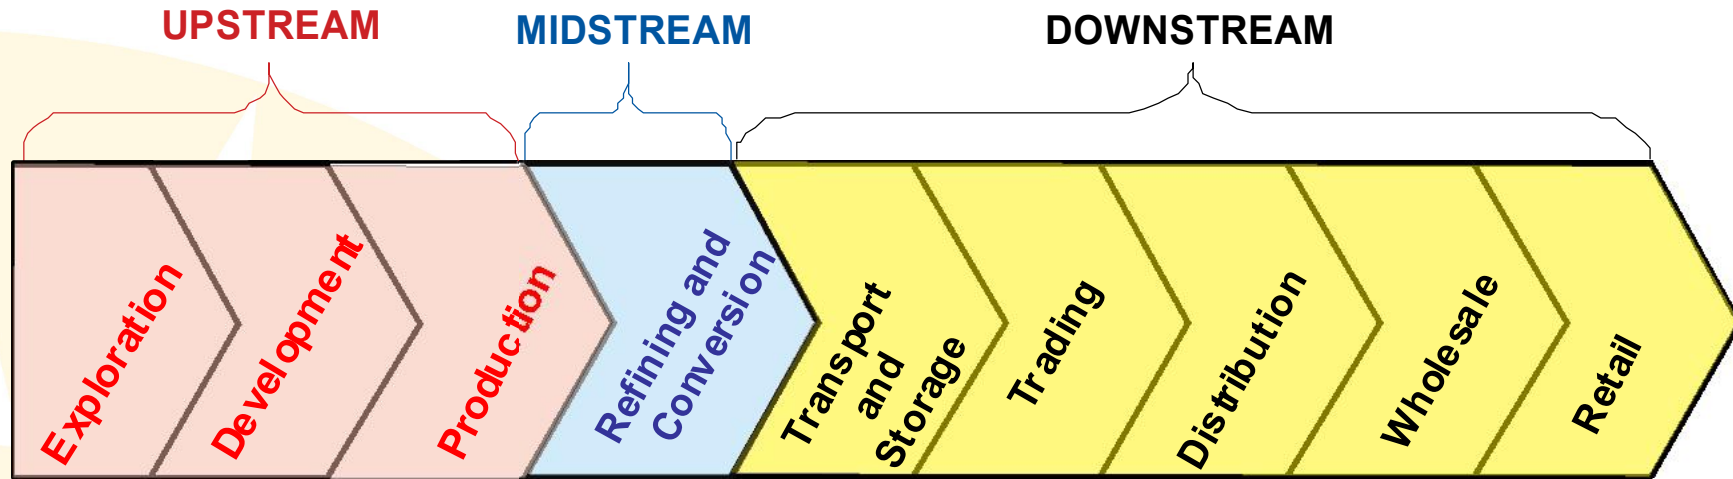 UPSTREAM
MIDSTREAM
DOWNSTREAM
Exploration
Development
Production
Refining and
Conversion
Transport
and
Storage
Trading
Distribution
Wholesale
Retail